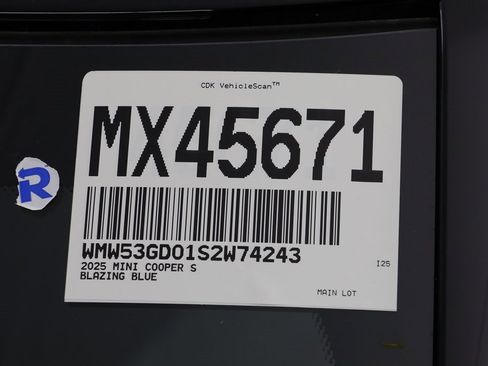 CDK VehicleScan™
MX45671
R
WMW53GD01S2W74243
2025 MINI COOPER S
I25
BLAZING BLUE
MAIN LOT